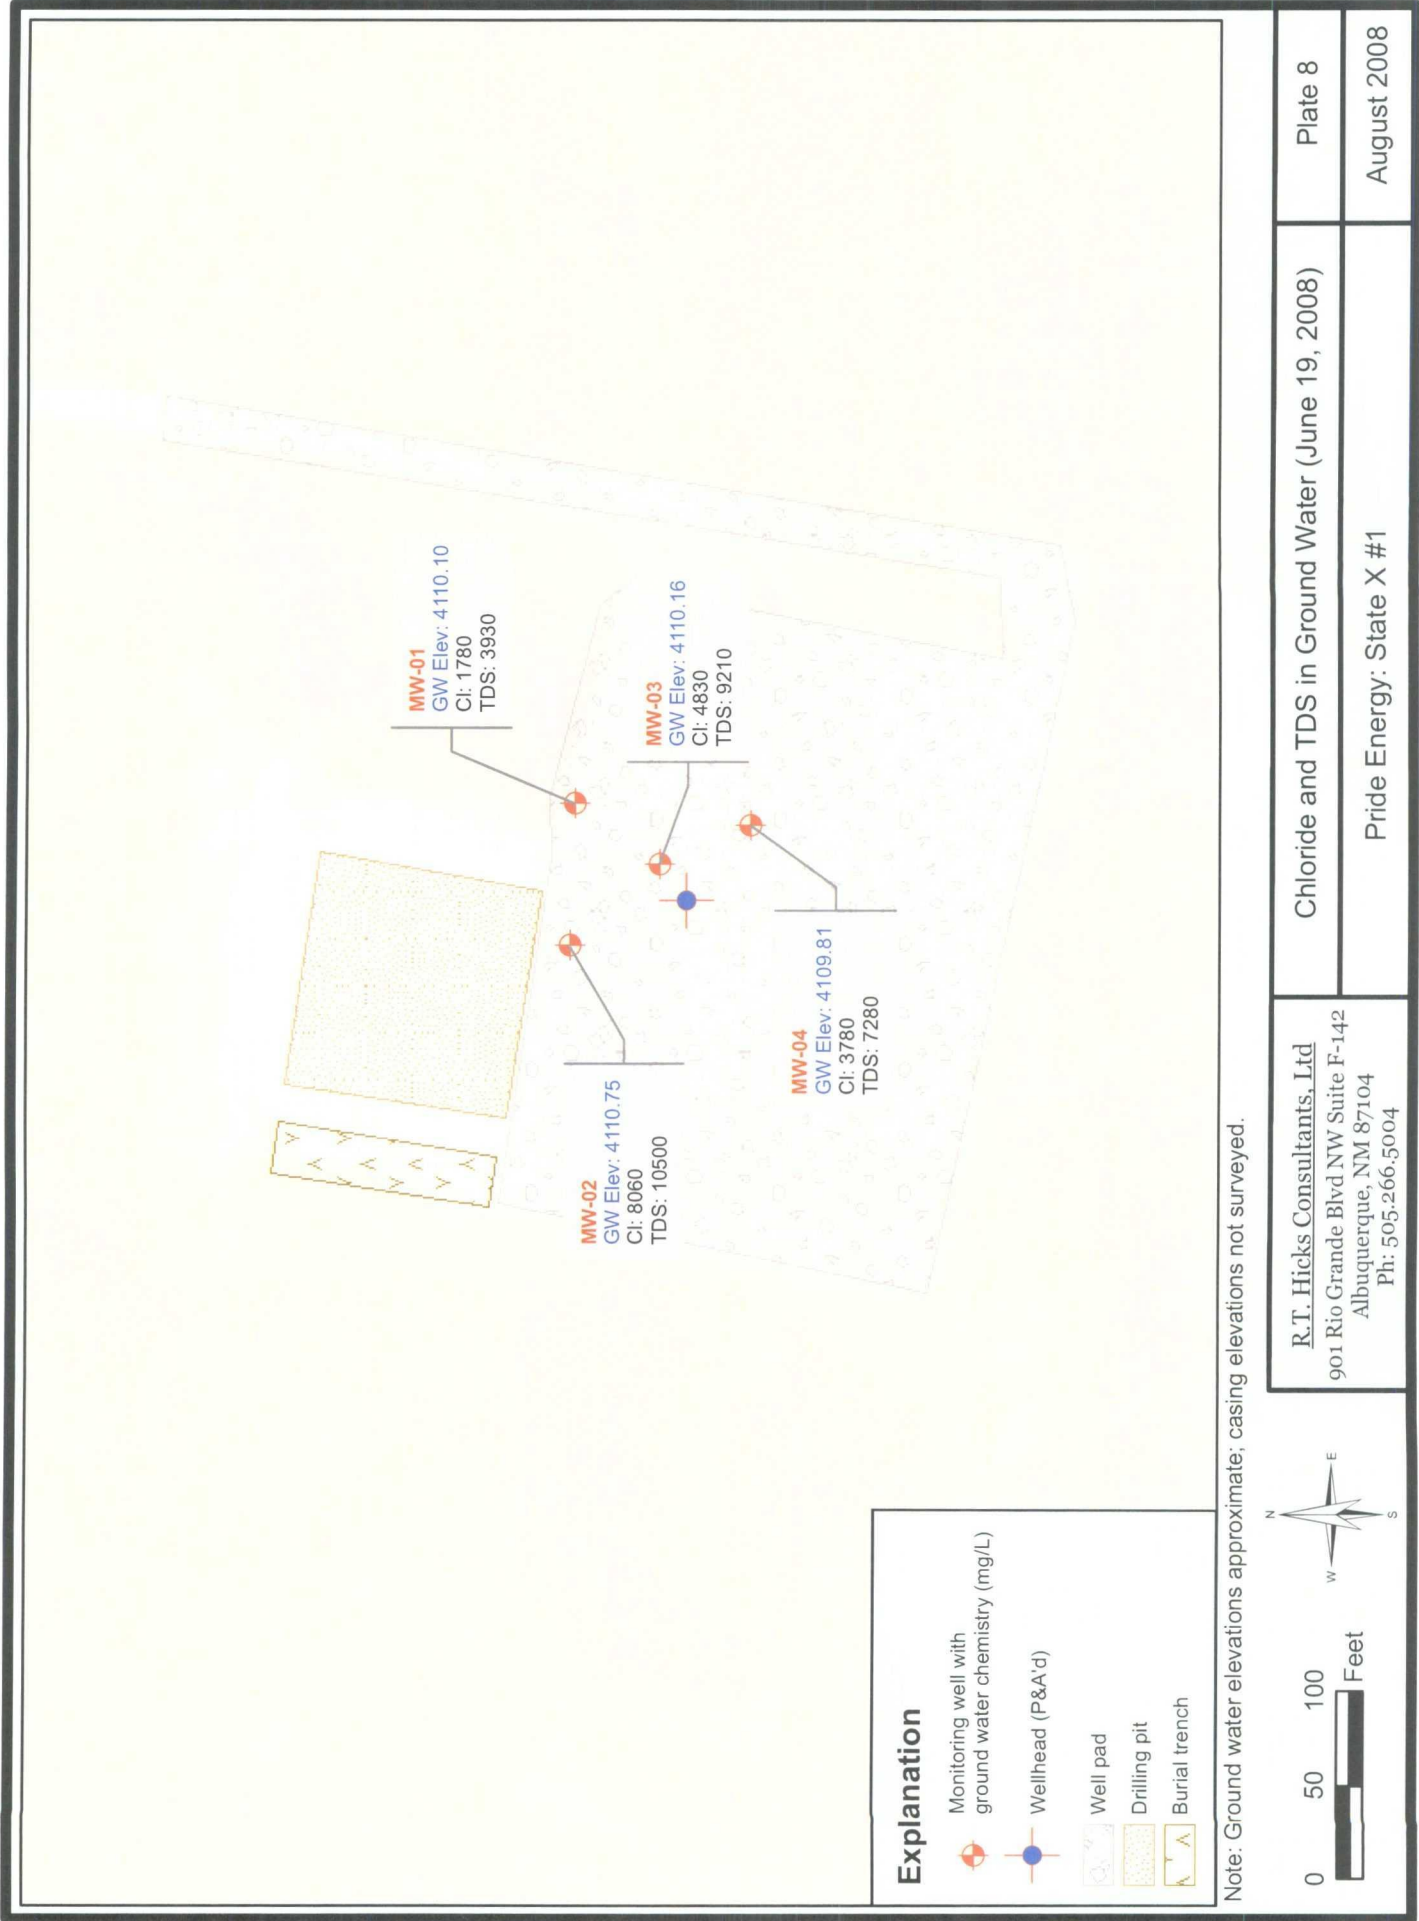 MW-01
GW Elev: 4110.10
Cl: 1780
TDS: 3930
MW-03
GW Elev: 4110.16
Cl: 4830
TDS: 9210
MW-02
GW Elev: 4110.75
Cl: 8060
TDS: 10500
MW-04
GW Elev: 4109.81
Cl: 3780
TDS: 7280
Explanation
Monitoring well with
ground water chemistry (mg/L)
Wellhead (P&A'd)
Well pad
Drilling pit
Burial trench
Note: Ground water elevations approximate; casing elevations not surveyed.
0 50 100
Feet
N
W E
S
R.T. Hicks Consultants, Ltd
901 Rio Grande Blvd NW Suite F-142
Albuquerque, NM 87104
Ph: 505.266.5004
Chloride and TDS in Ground Water (June 19, 2008)
Pride Energy: State X #1
Plate 8
August 2008